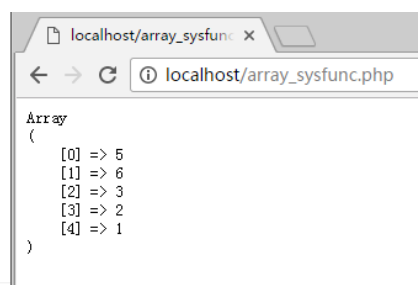 localhost/array_sysfunc
localhost/array_sysfunc.php
Array
(
[0] => 5
[1] => 6
[2] => 3
[3] => 2
[4] => 1
)